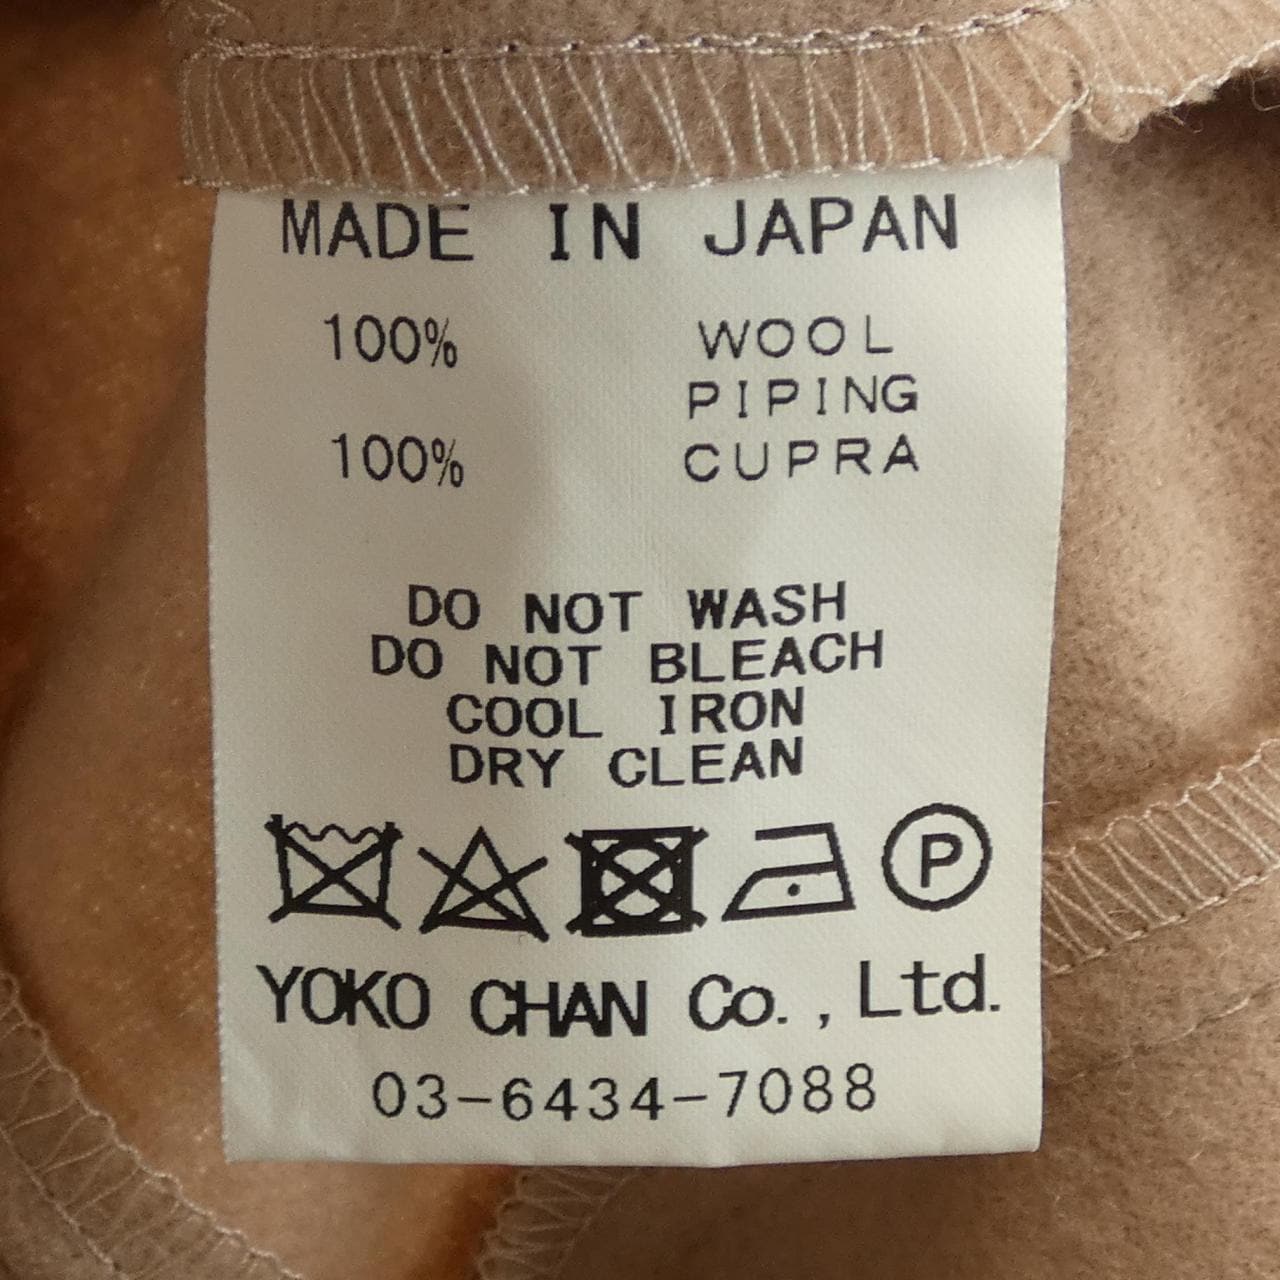 MADE IN JAPAN
100% WOOL
PIPING
100% CUPRA
DO NOT WASH
DO NOT BLEACH
COOL IRON
DRY CLEAN
P
YOKO CHAN Co., Ltd.
03-6434-7088